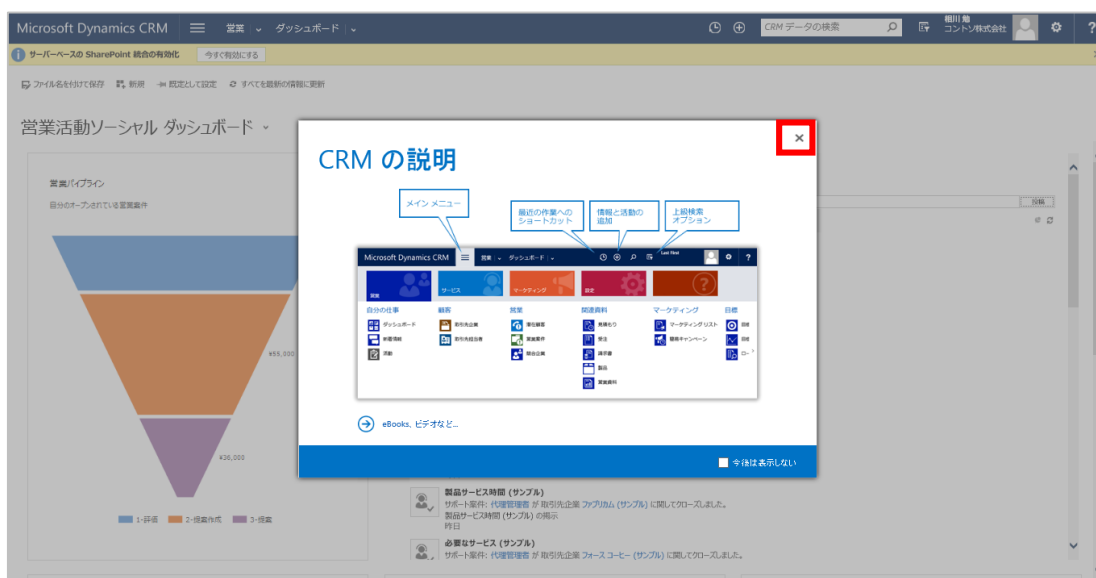 Microsoft Dynamics CRM 営業 ダッシュボード
CRM データの検索
相川 勉
コントソ株式会社
?
サーバーベースの SharePoint 統合の有効化 今すぐ有効にする
ファイル名を付けて保存 新規 既定として設定 すべてを最新の情報に更新
営業活動ソーシャル ダッシュボード
営業パイプライン
自分のオープンされている営業案件
¥55,000
¥36,000
1-評価 2-提案作成 3-提案
投稿
CRM の説明
メイン メニュー
最近の作業への
ショートカット
情報と活動の
追加
上級検索
オプション
Microsoft Dynamics CRM 営業 ダッシュボード Last First ?
営業 サービス マーケティング 設定 ?
自分の仕事 顧客 営業 関連資料 マーケティング 目標
ダッシュボード 取引先企業 潜在顧客 見積もり マーケティング リスト 目標
新着情報 取引先担当者 営業案件 受注 簡易キャンペーン 目標
活動 競合企業 請求書 ロー
製品
営業資料
eBooks、ビデオなど...
今後は表示しない
製品サービス時間 (サンプル)
サポート案件: 代理管理者 が 取引先企業 ファブリカム (サンプル) に関してクローズしました。
製品サービス時間 (サンプル) の掲示
昨日
必要なサービス (サンプル)
サポート案件: 代理管理者 が 取引先企業 フォース コーヒー (サンプル) に関してクローズしました。